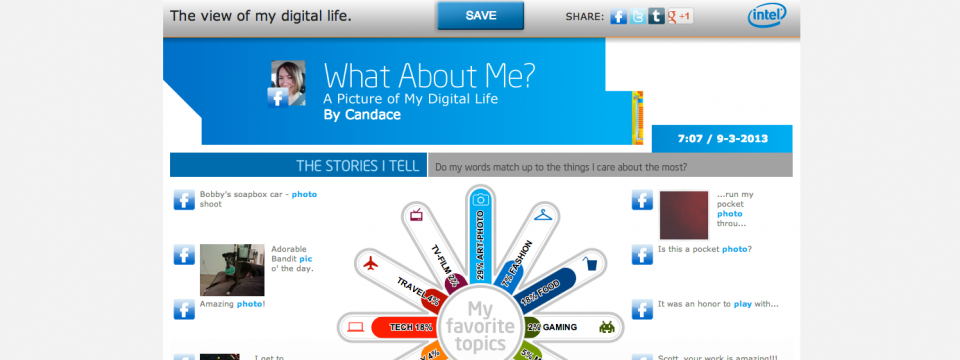 The view of my digital life.
SAVE
SHARE:
+1
intel
What About Me?
A Picture of My Digital Life
By Candace
7:07 / 9-3-2013
THE STORIES I TELL
Do my words match up to the things I care about the most?
Bobby's soapbox car - photo
shoot
Adorable
Bandit pic
o' the day.
Amazing photo!
I get to
TECH 18%
TRAVEL 4%
TV-FILM 2%
29% ART-PHOTO
7% FASHION
18% FOOD
2% GAMING
My
favorite
topics
4%
5%
...run my
pocket
photo
throu...
Is this a pocket photo?
It was an honor to play with...
Scott, your work is amazing!!!